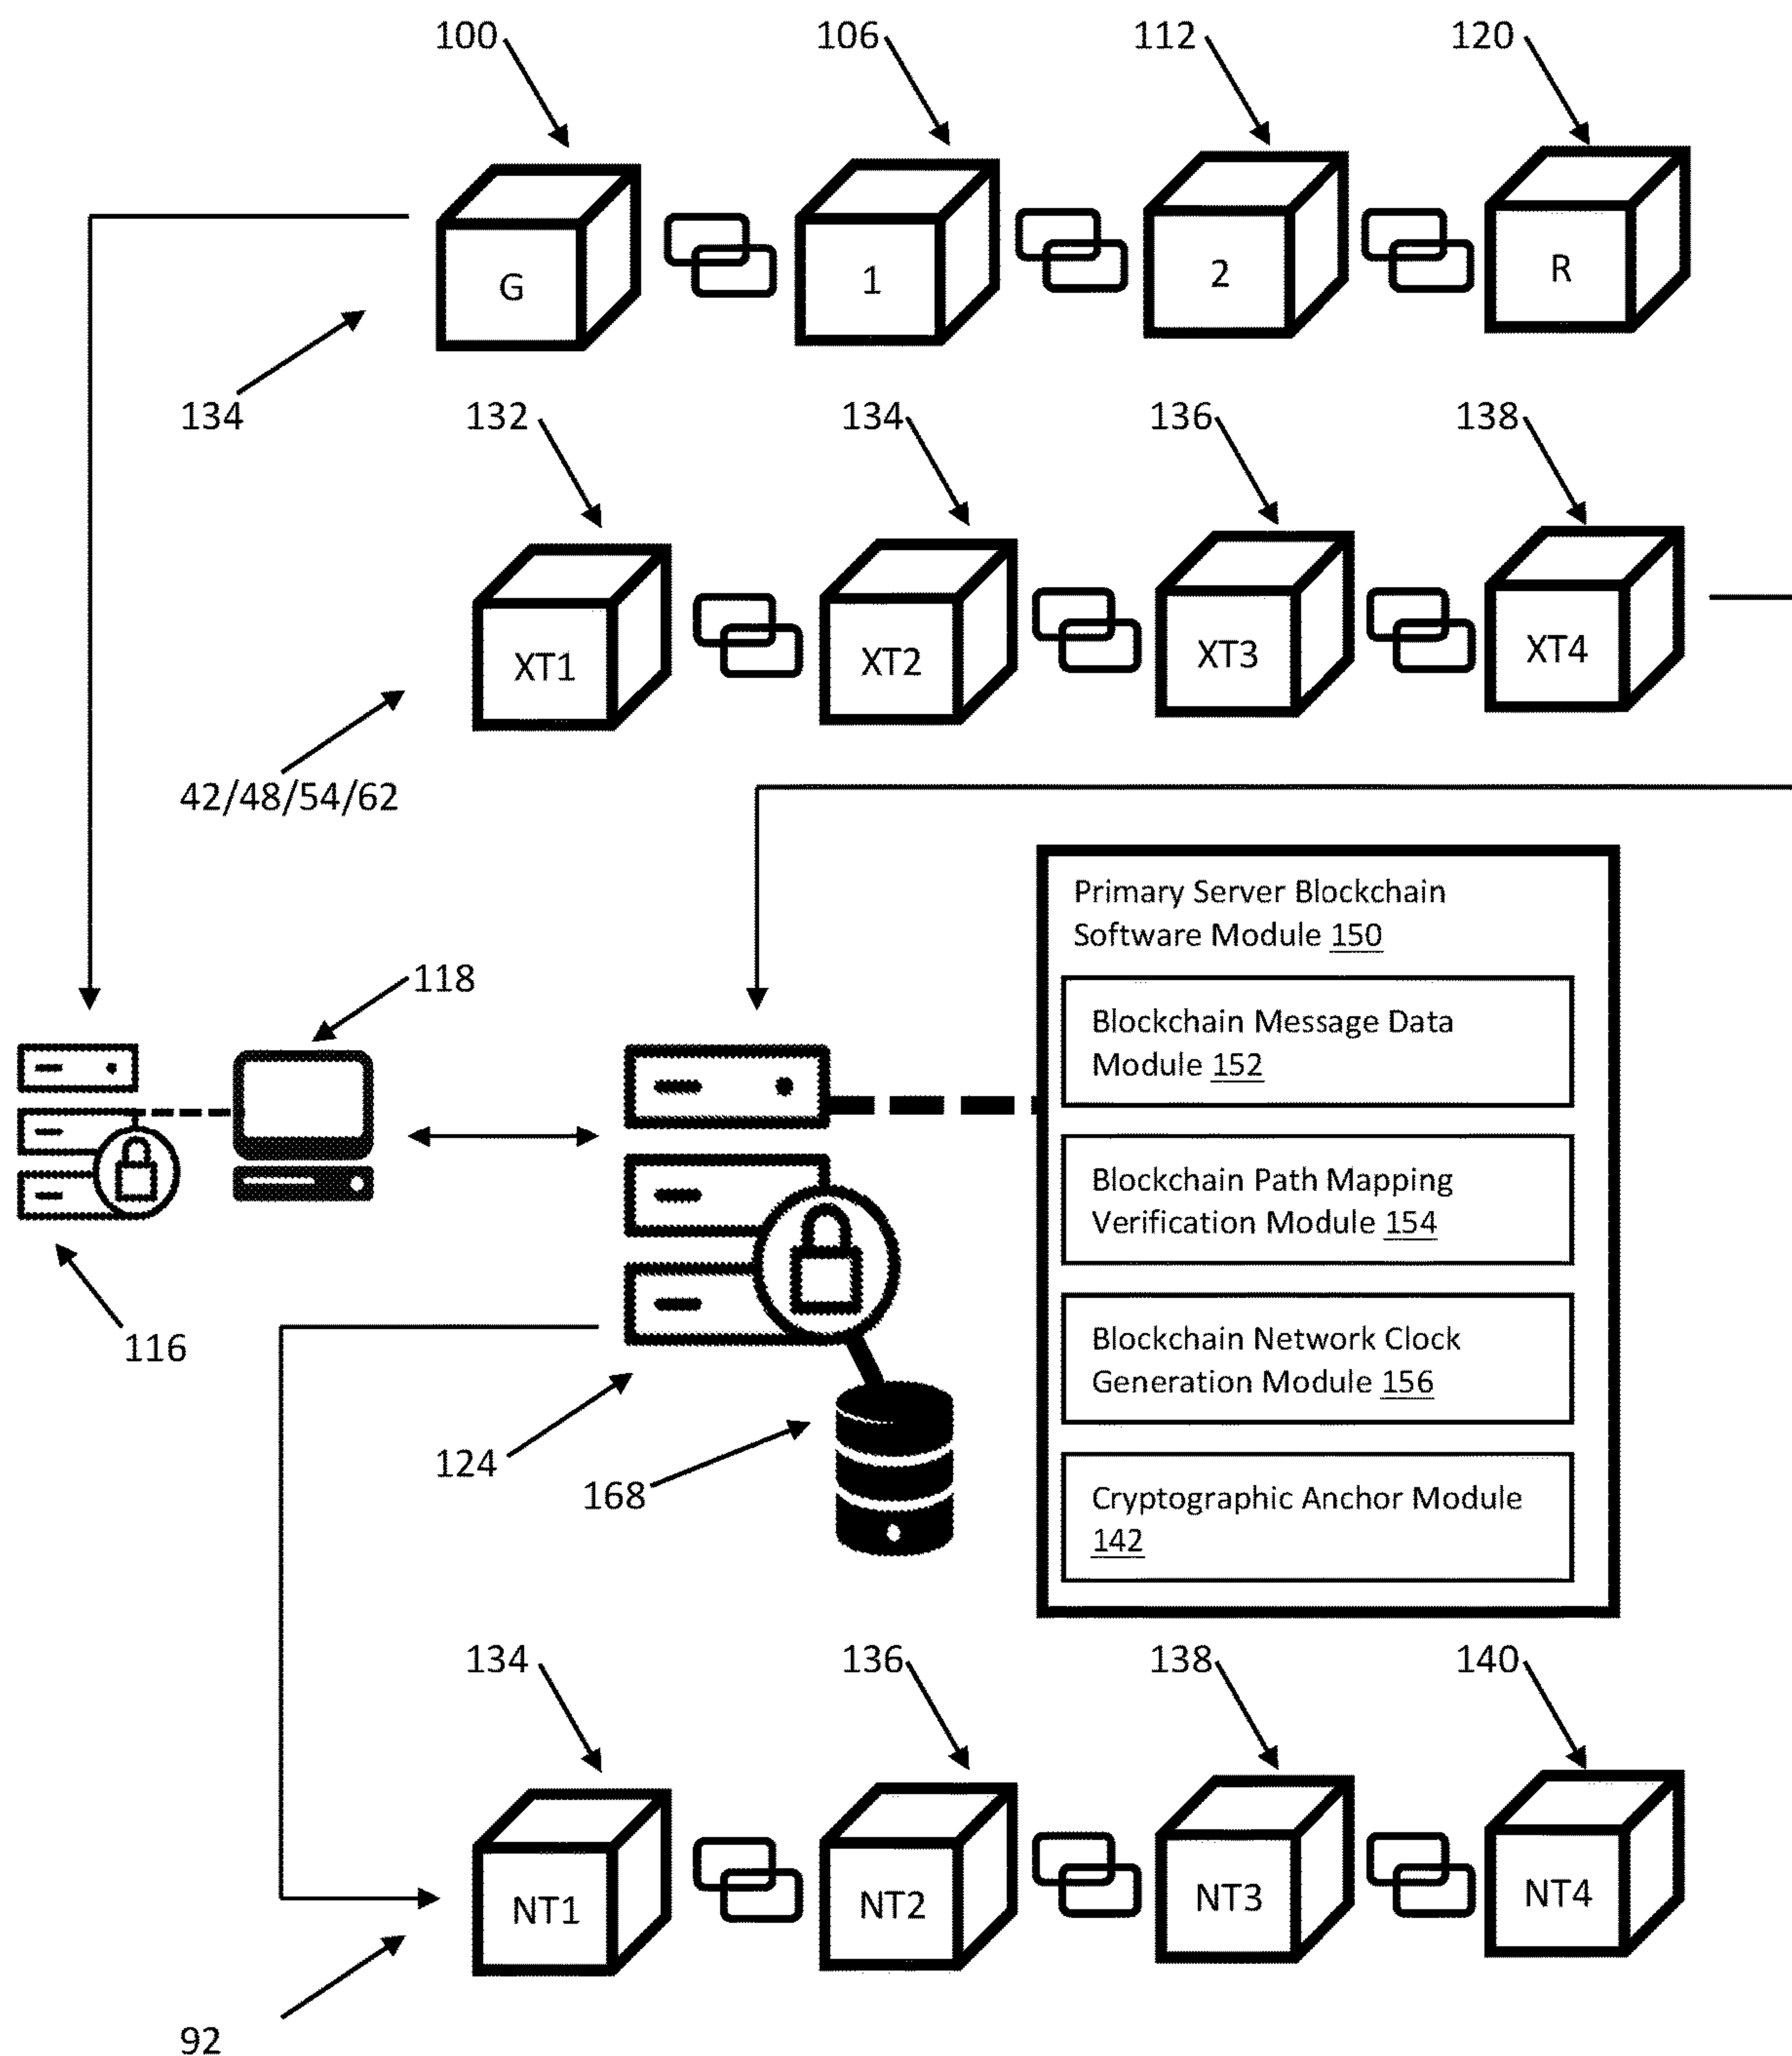 100 106 112 120
G 1 2 R
134
132 134 136 138
XT1 XT2 XT3 XT4
42/48/54/62
Primary Server Blockchain
Software Module 150
118
Blockchain Message Data
Module 152
Blockchain Path Mapping
Verification Module 154
116
Blockchain Network Clock
Generation Module 156
124
168
Cryptographic Anchor Module
142
134 136 138 140
NT1 NT2 NT3 NT4
92